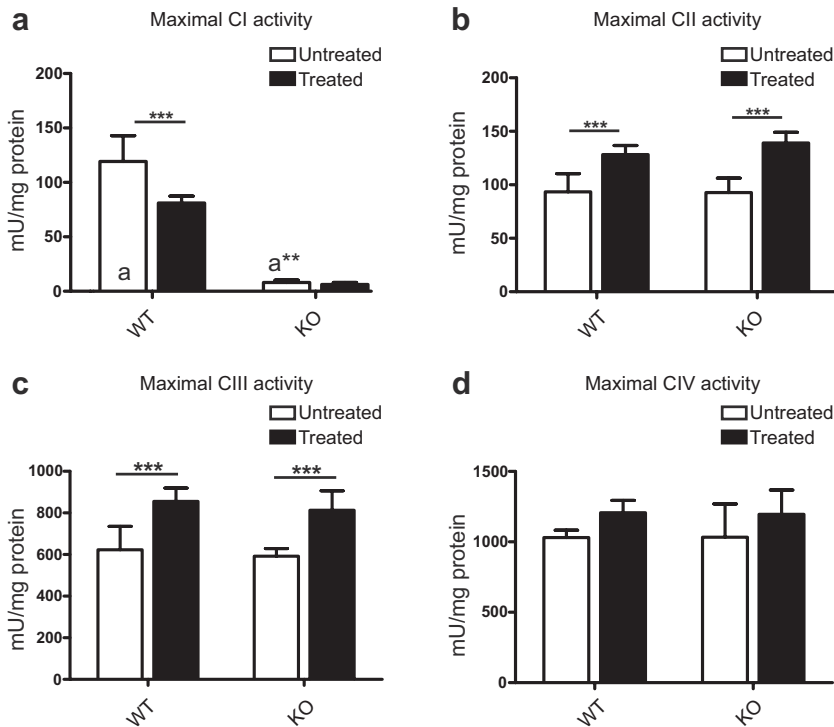 a
Maximal CI activity
Untreated
Treated
200
150
100
50
0
mU/mg protein
***
a
a**
WT
KO
b
Maximal CII activity
Untreated
Treated
200
150
100
50
0
mU/mg protein
***
***
WT
KO
c
Maximal CIII activity
Untreated
Treated
1000
800
600
400
200
0
mU/mg protein
***
***
WT
KO
d
Maximal CIV activity
Untreated
Treated
1500
1000
500
0
mU/mg protein
WT
KO